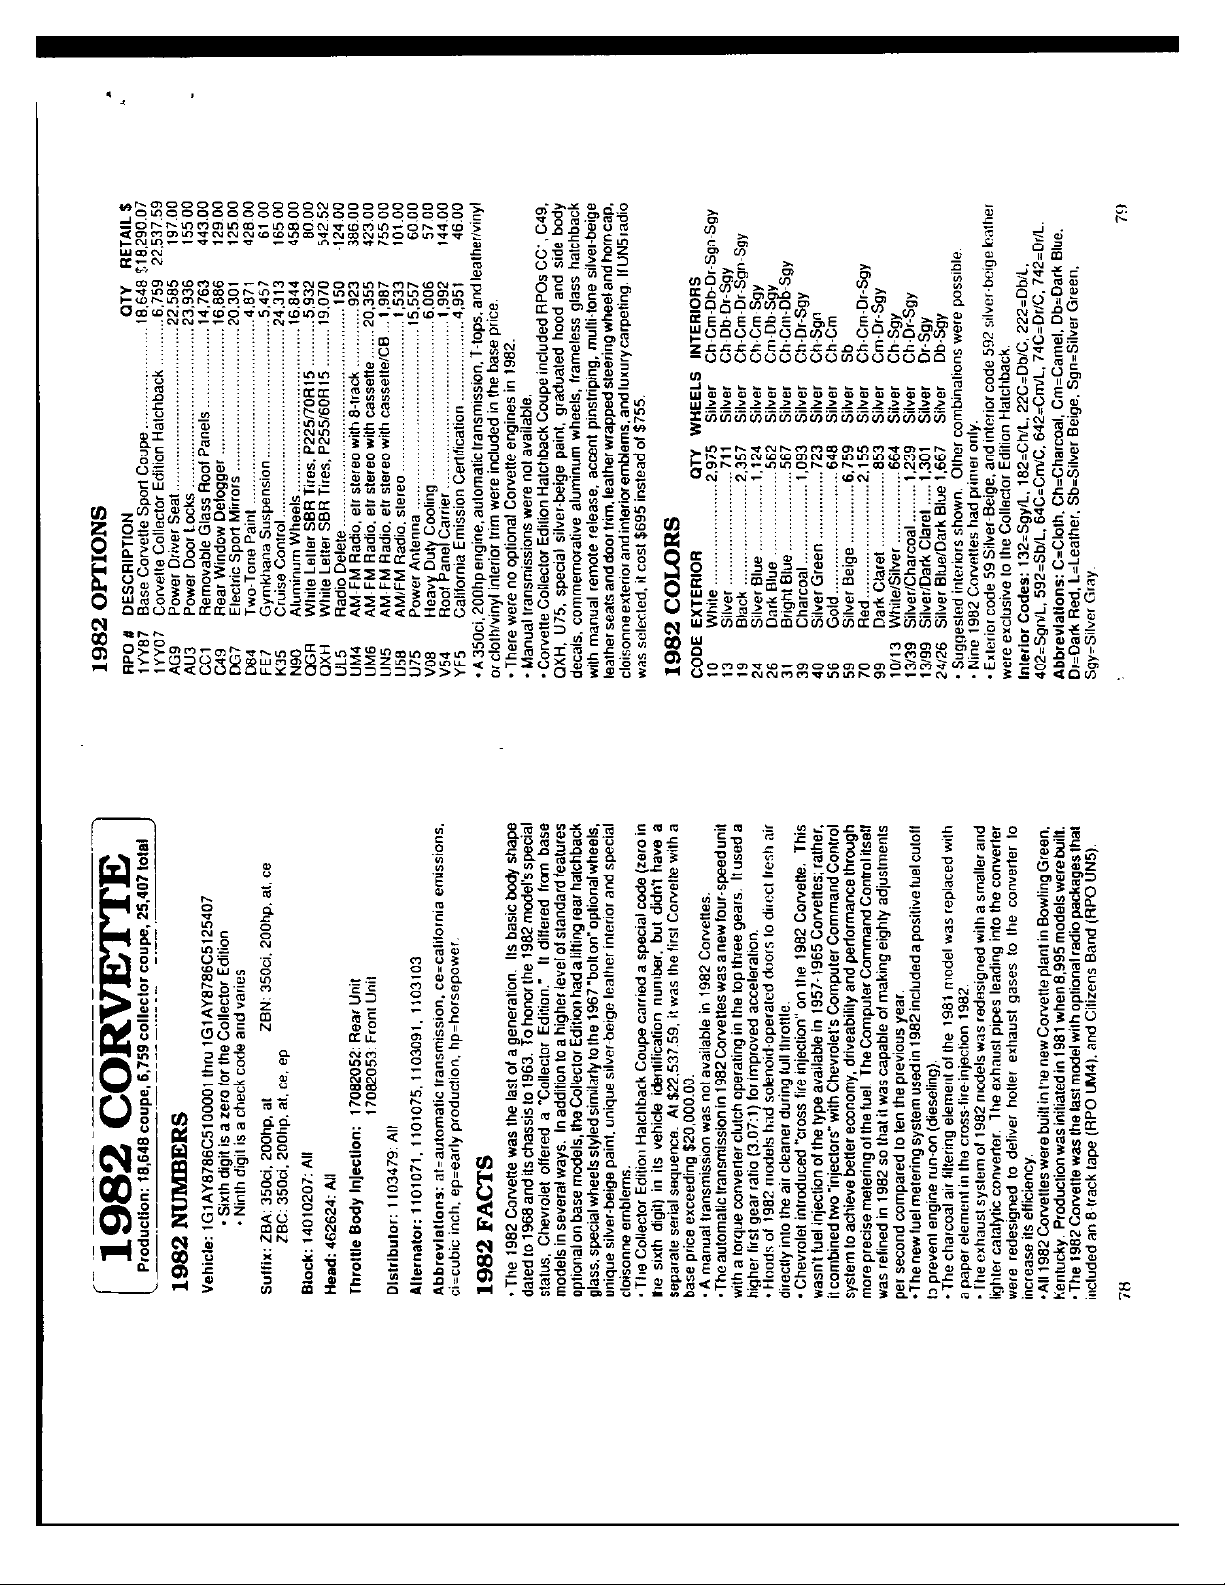 1982 CORVETTE
Production: 18,648 coupe, 6,759 collector coupe, 25,407 total
1982 NUMBERS
Vehicle: 1G1AY8786C5100001 thru 1G1AY8786C5125407
• Sixth digit is a zero for the Collector Edition
• Ninth digit is a check code and varies
Suffix: ZBA: 350ci, 200hp, at ZBN: 350ci, 200hp, at, ce
ZBC: 350ci, 200hp, at, ce, ep
Block: 14010207: All
Head: 462624: All
Throttle Body Injection: 17082052: Rear Unit
17082053: Front Unit
Distributor: 1103479: All
Alternator: 1101071, 1101075, 1103091, 1103103
Abbreviations: at=automatic transmission, ce=california emissions,
ci=cubic inch, ep=early production, hp=horsepower.
1982 FACTS
• The 1982 Corvette was the last of a generation. Its basic body shape
dated to 1968 and its chassis to 1963. To honor the 1982 model's special
status, Chevrolet offered a "Collector Edition." It differed from base
models in several ways. In addition to a higher level of standard features
optional on base models, the Collector Edition had a lifting rear hatchback
glass, special wheels styled similarly to the 1967 "bolt on" optional wheels,
unique silver-beige paint, unique silver-beige leather interior and special
cloisonne emblems.
• The Collector Edition Hatchback Coupe carried a special code (zero in
the sixth digit) in its vehicle identification number, but didn't have a
separate serial sequence. At $22,537.59, it was the first Corvette with a
base price exceeding $20,000.00.
• A manual transmission was not available in 1982 Corvettes.
• The automatic transmission in 1982 Corvettes was a new four-speed unit
with a torque converter clutch operating in the top three gears. It used a
higher first gear ratio (3.07:1) for improved acceleration.
• Hoods of 1982 models had solenoid operated doors to direct fresh air
directly into the air cleaner during full throttle.
• Chevrolet introduced "cross fire injection" on the 1982 Corvette. This
wasn't fuel injection of the type available in 1957-1965 Corvettes; rather,
it combined two "injectors" with Chevrolet's Computer Command Control
system to achieve better economy, driveability and performance through
more precise metering of the fuel. The Computer Command Control itself
was refined in 1982 so that it was capable of making eighty adjustments
per second compared to ten the previous year.
• The new fuel metering system used in 1982 included a positive fuel cutoff
to prevent engine run-on (dieseling).
• The charcoal air filtering element of the 1981 model was replaced with
a paper element in the cross-fire-injection 1982.
• The exhaust system of 1982 models was redesigned with a smaller and
lighter catalytic converter. The exhaust pipes leading into the converter
were redesigned to deliver hotter exhaust gases to the converter to
increase its efficiency.
• All 1982 Corvettes were built in the new Corvette plant in Bowling Green,
Kentucky. Production was initiated in 1981 when 8,995 models were built.
• The 1982 Corvette was the last model with optional radio packages that
included an 8 track tape (RPO UM4), and Citizens Band (RPO UN5).
78
1982 OPTIONS
RPO # DESCRIPTION QTY RETAIL $
1YY87 Base Corvette Sport Coupe 18,648 $18,290.07
1YY07 Corvette Collector Edition Hatchback 6,759 22,537.59
AG9 Power Driver Seat 22,585 197.00
AU3 Power Door Locks 23,936 155.00
CC1 Removable Glass Roof Panels 14,763 443.00
C49 Rear Window Defogger 16,886 129.00
DG7 Electric Sport Mirrors 20,301 125.00
D84 Two-Tone Paint 4,871 428.00
FE7 Gymkhana Suspension 5,457 61.00
K35 Cruise Control 24,313 165.00
N90 Aluminum Wheels 16,844 458.00
QGR White Letter SBR Tires, P225/70R15 5,932 80.00
QXH White Letter SBR Tires, P255/60R15 19,070 542.52
UL5 Radio Delete 150 -124.00
UM4 AM-FM Radio, etr stereo with 8-track 923 386.00
UM6 AM-FM Radio, etr stereo with cassette 20,355 423.00
UN5 AM-FM Radio, etr stereo with cassette/CB 1,987 755.00
U58 AM/FM Radio, stereo 1,533 101.00
U75 Power Antenna 15,557 60.00
V08 Heavy Duty Cooling 6,006 57.00
V54 Roof Panel Carrier 1,992 144.00
YF5 California Emission Certification 4,951 46.00
• A 350ci, 200hp engine, automatic transmission, T-tops, and leather/vinyl
or cloth/vinyl interior trim were included in the base price.
• There were no optional Corvette engines in 1982.
• Manual transmissions were not available.
• Corvette Collector Edition Hatchback Coupe included RPOs CC1, C49,
QXH, U75, special silver-beige paint, graduated hood and side body
decals, commemorative aluminum wheels, frameless glass hatchback
with manual remote release, accent pinstriping, multi-tone silver-beige
leather seats and door trim, leather wrapped steering wheel and horn cap,
cloisonne exterior and interior emblems, and luxury carpeting. If UN5 radio
was selected, it cost $695 instead of $755.
1982 COLORS
CODE EXTERIOR QTY WHEELS INTERIORS
10 White 2,975 Silver Ch-Cm-Db-Dr-Sgn-Sgy
13 Silver 711 Silver Ch-Db-Dr-Sgy
19 Black 2,357 Silver Ch-Cm-Dr-Sgn-Sgy
24 Silver Blue 1,124 Silver Ch-Cm-Sgy
26 Dark Blue 562 Silver Cm-Db-Sgy
31 Bright Blue 567 Silver Ch-Cm-Db-Sgy
39 Charcoal 1,093 Silver Ch-Dr-Sgy
40 Silver Green 723 Silver Ch-Sgn
56 Gold 648 Silver Ch-Cm
59 Silver Beige 6,759 Silver Sb
70 Red 2,155 Silver Ch-Cm-Dr-Sgy
99 Dark Claret 853 Silver Cm-Dr-Sgy
10/13 White/Silver 664 Silver Ch-Sgy
13/39 Silver/Charcoal 1,239 Silver Ch-Dr-Sgy
13/99 Silver/Dark Claret 1,301 Silver Dr-Sgy
24/26 Silver Blue/Dark Blue 1,667 Silver Db-Sgy
• Suggested interiors shown. Other combinations were possible.
• Nine 1982 Corvettes had primer only.
• Exterior code 59 Silver Beige, and interior code 592 silver-beige leather
were exclusive to the Collector Edition Hatchback.
Interior Codes: 132=Sgy/L, 182=Ch/L, 22C=Db/C, 222=Db/L,
402=Sgn/L, 592=Sb/L, 64C=Cm/C, 642=Cm/L, 74C=Dr/C, 742=Dr/L.
Abbreviations: C=Cloth, Ch=Charcoal, Cm=Camel, Db=Dark Blue,
Dr=Dark Red, L=Leather, Sb=Silver Beige, Sgn=Silver Green,
Sgy=Silver Gray.
79